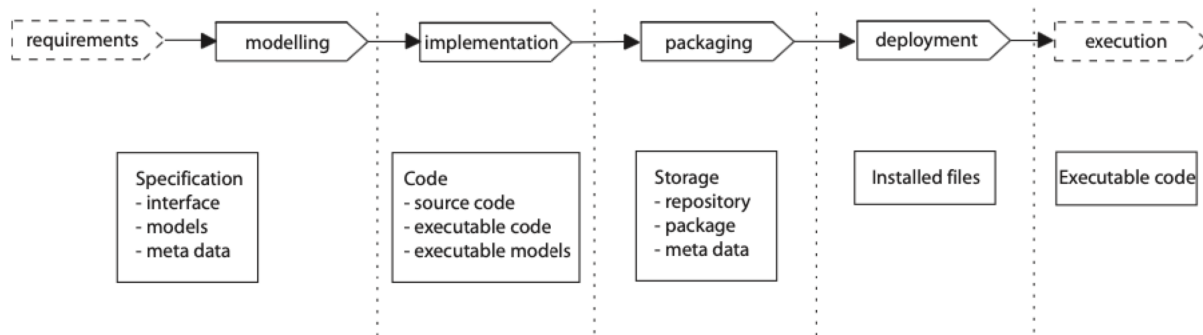 requirements
modelling
implementation
packaging
deployment
execution
Specification
- interface
- models
- meta data
Code
- source code
- executable code
- executable models
Storage
- repository
- package
- meta data
Installed files
Executable code